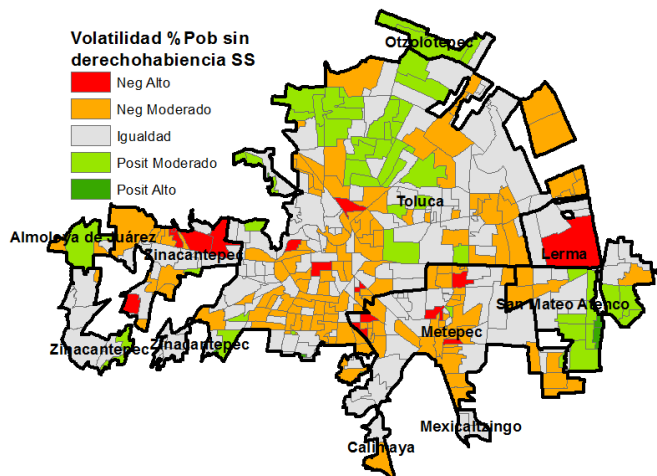 Volatilidad %Pob sin
derechohabiencia SS
Neg Alto
Neg Moderado
Igualdad
Posit Moderado
Posit Alto
Otzolotepec
Toluca
Almoloya de Juárez
Zinacantepec
Lerma
San Mateo Atenco
Metepec
Zinacantepec
Zinacantepec
Mexicaltzingo
Calimaya